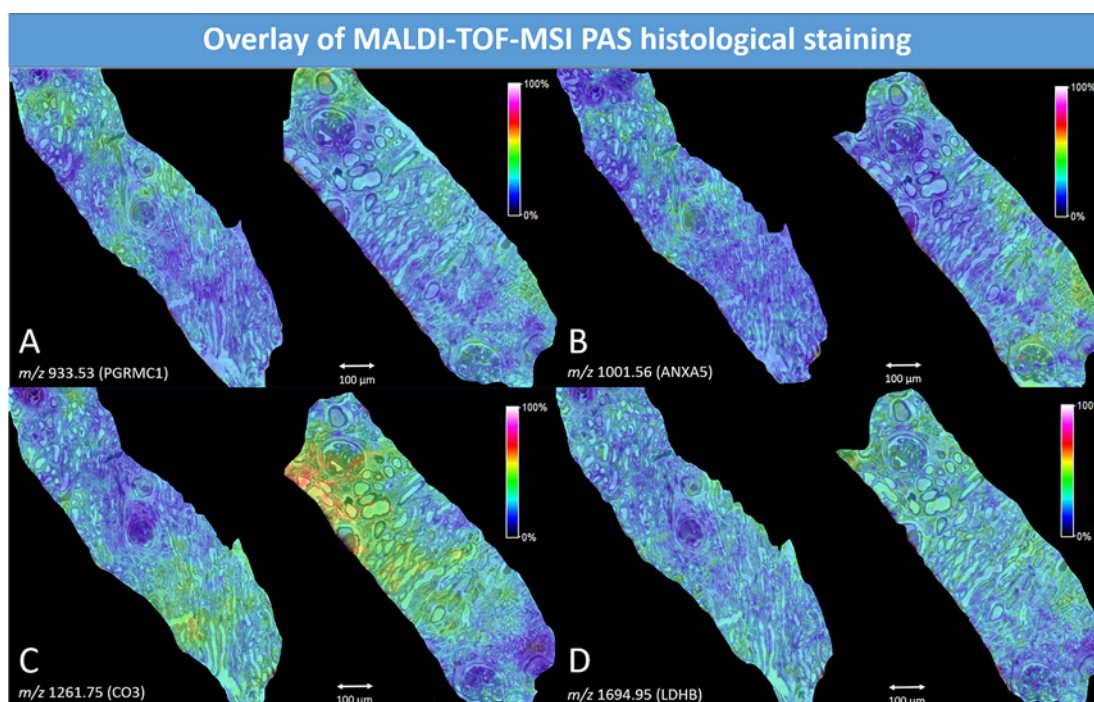 Overlay of MALDI-TOF-MSI PAS histological staining
100%
0%
A
m/z 933.53 (PGRMC1)
100 µm
100%
0%
B
m/z 1001.56 (ANXA5)
100 µm
100%
0%
C
m/z 1261.75 (CO3)
100 µm
100%
0%
D
m/z 1694.95 (LDHB)
100 µm